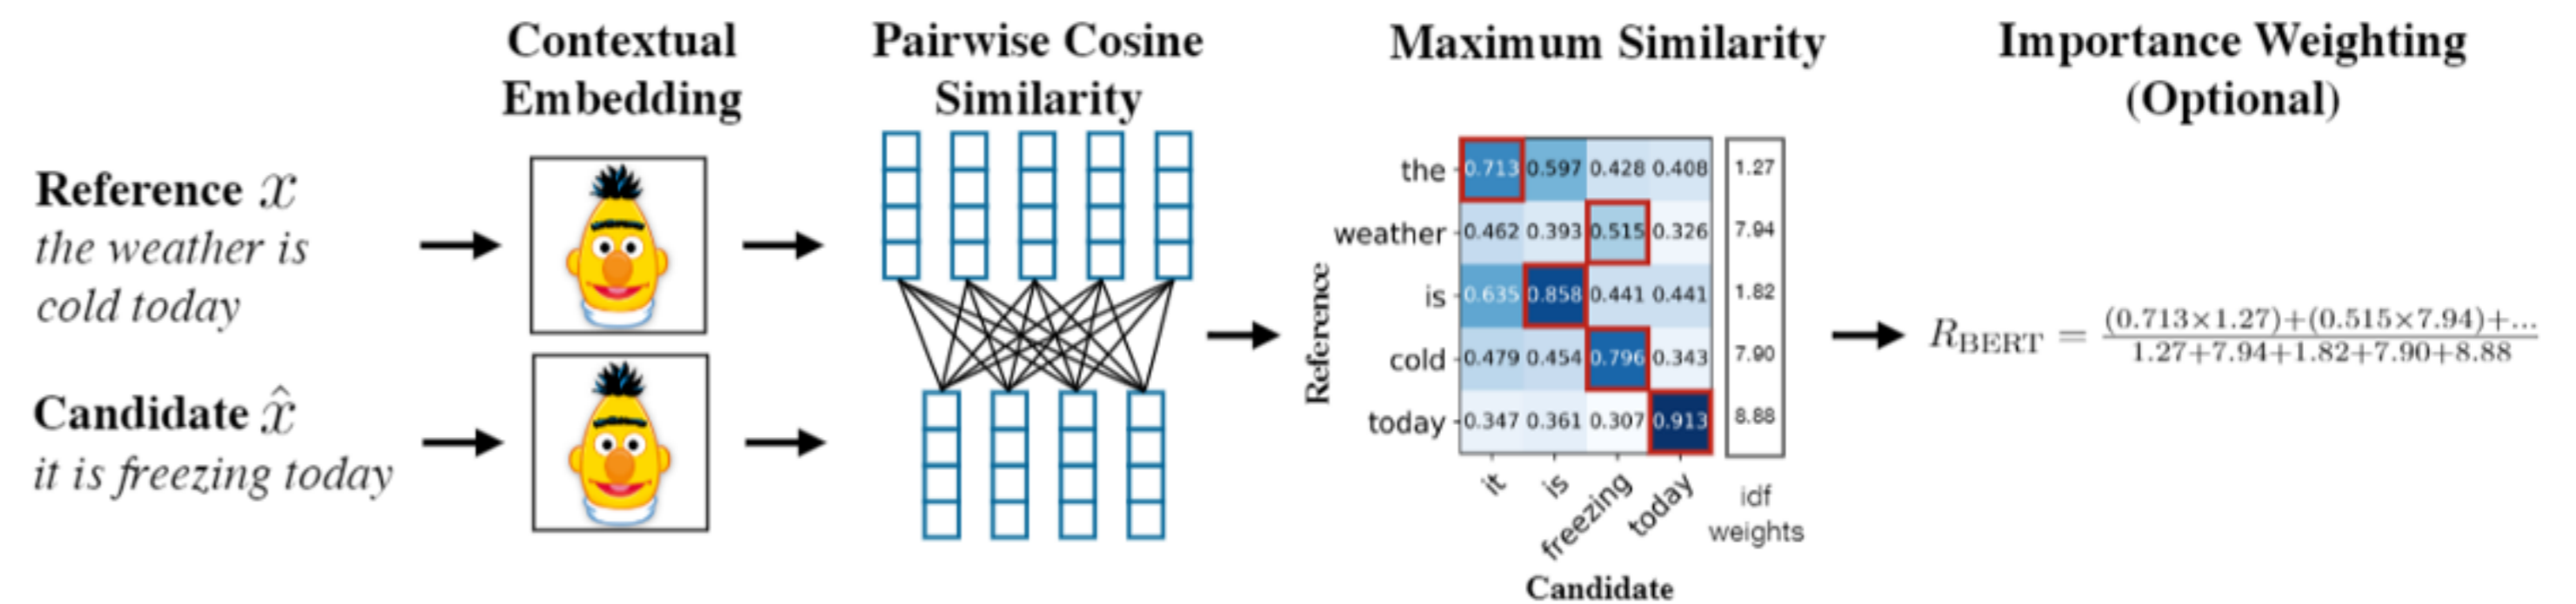 Contextual
Embedding
Pairwise Cosine
Similarity
Maximum Similarity
Importance Weighting
(Optional)
Reference x
the weather is
cold today
Candidate x̂
it is freezing today
Reference
the 0.713 0.597 0.428 0.408 1.27
weather 0.462 0.393 0.515 0.326 7.94
is 0.635 0.858 0.441 0.441 1.82
cold 0.479 0.454 0.796 0.343 7.90
today 0.347 0.361 0.307 0.913 8.88
it is freezing today
idf
weights
Candidate
R_BERT = (0.713×1.27)+(0.515×7.94)+...
1.27+7.94+1.82+7.90+8.88